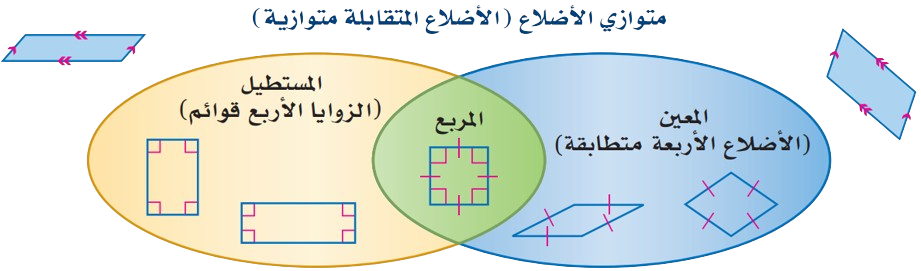 متوازي الأضلاع (الأضلاع المتقابلة متوازية)
المستطيل
(الزوايا الأربع قوائم)
المربع
المعين
(الأضلاع الأربعة متطابقة)